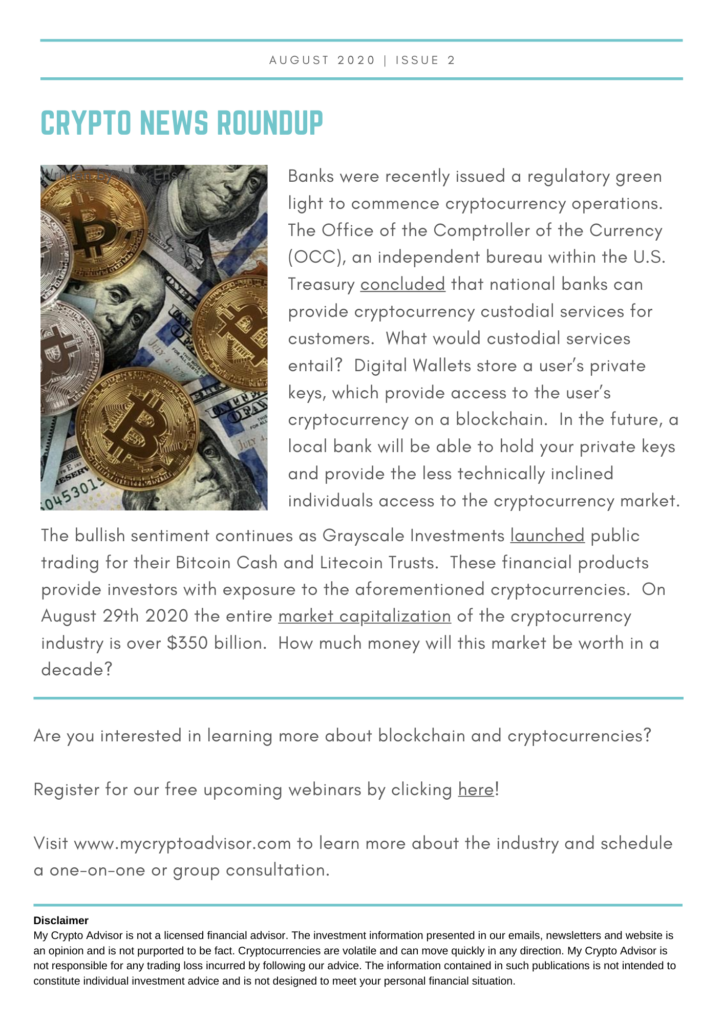 AUGUST 2020 | ISSUE 2
CRYPTO NEWS ROUNDUP
Banks were recently issued a regulatory green
light to commence cryptocurrency operations.
The Office of the Comptroller of the Currency
(OCC), an independent bureau within the U.S.
Treasury concluded that national banks can
provide cryptocurrency custodial services for
customers.  What would custodial services
entail?  Digital Wallets store a user's private
keys, which provide access to the user's
cryptocurrency on a blockchain.  In the future, a
local bank will be able to hold your private keys
and provide the less technically inclined
individuals access to the cryptocurrency market.
The bullish sentiment continues as Grayscale Investments launched public
trading for their Bitcoin Cash and Litecoin Trusts.  These financial products
provide investors with exposure to the aforementioned cryptocurrencies.  On
August 29th 2020 the entire market capitalization of the cryptocurrency
industry is over $350 billion.  How much money will this market be worth in a
decade?
Are you interested in learning more about blockchain and cryptocurrencies?
Register for our free upcoming webinars by clicking here!
Visit www.mycryptoadvisor.com to learn more about the industry and schedule
a one-on-one or group consultation.
Disclaimer
My Crypto Advisor is not a licensed financial advisor. The investment information presented in our emails, newsletters and website is
an opinion and is not purported to be fact. Cryptocurrencies are volatile and can move quickly in any direction. My Crypto Advisor is
not responsible for any trading loss incurred by following our advice. The information contained in such publications is not intended to
constitute individual investment advice and is not designed to meet your personal financial situation.